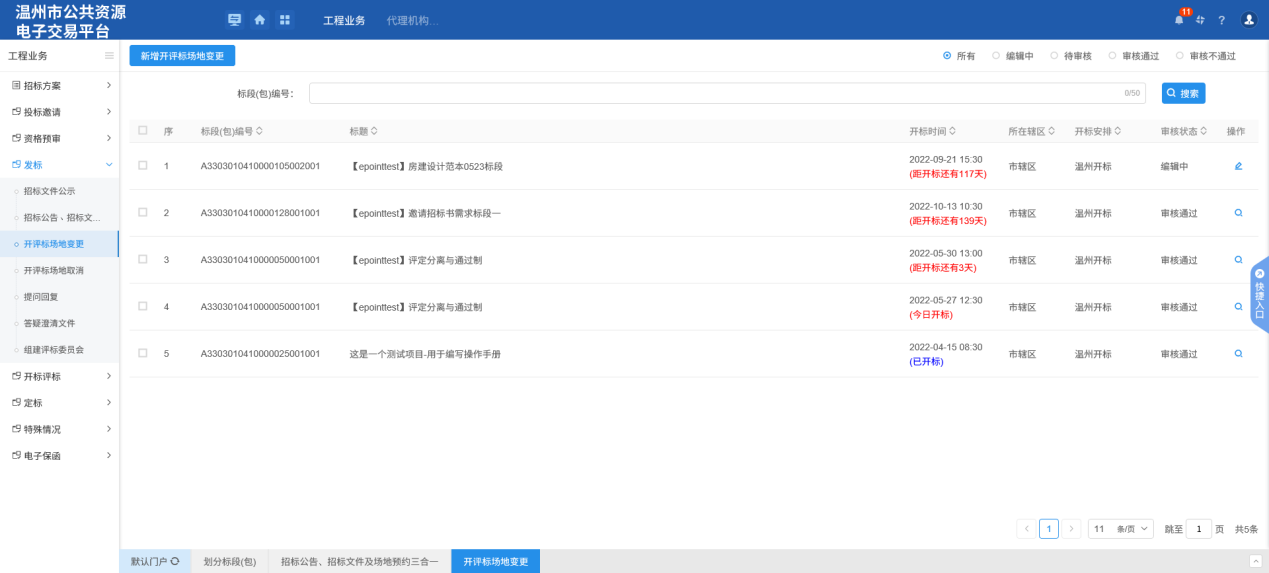 温州市公共资源
电子交易平台
工程业务
代理机构...
11
?
工程业务
招标方案
投标邀请
资格预审
发标
招标文件公示
招标公告、招标文...
开评标场地变更
开评标场地取消
提问回复
答疑澄清文件
组建评标委员会
开标评标
定标
特殊情况
电子保函
新增开评标场地变更
所有 编辑中 待审核 审核通过 审核不通过
标段(包)编号：
0/50
搜索
序 标段(包)编号 标题 开标时间 所在辖区 开标安排 审核状态 操作
1 A3303010410000105002001 【epointtest】房建设计范本0523标段 2022-09-21 15:30 市辖区 温州开标 编辑中
(距开标还有117天)
2 A3303010410000128001001 【epointtest】邀请招标书需求标段一 2022-10-13 10:30 市辖区 温州开标 审核通过
(距开标还有139天)
3 A3303010410000050001001 【epointtest】评定分离与通过制 2022-05-30 13:00 市辖区 温州开标 审核通过
(距开标还有3天)
4 A3303010410000050001001 【epointtest】评定分离与通过制 2022-05-27 12:30 市辖区 温州开标 审核通过
(今日开标)
5 A3303010410000025001001 这是一个测试项目-用于编写操作手册 2022-04-15 08:30 市辖区 温州开标 审核通过
(已开标)
快捷入口
1 11 条/页 跳至 1 页 共5条
默认门户 划分标段(包) 招标公告、招标文件及场地预约三合一 开评标场地变更